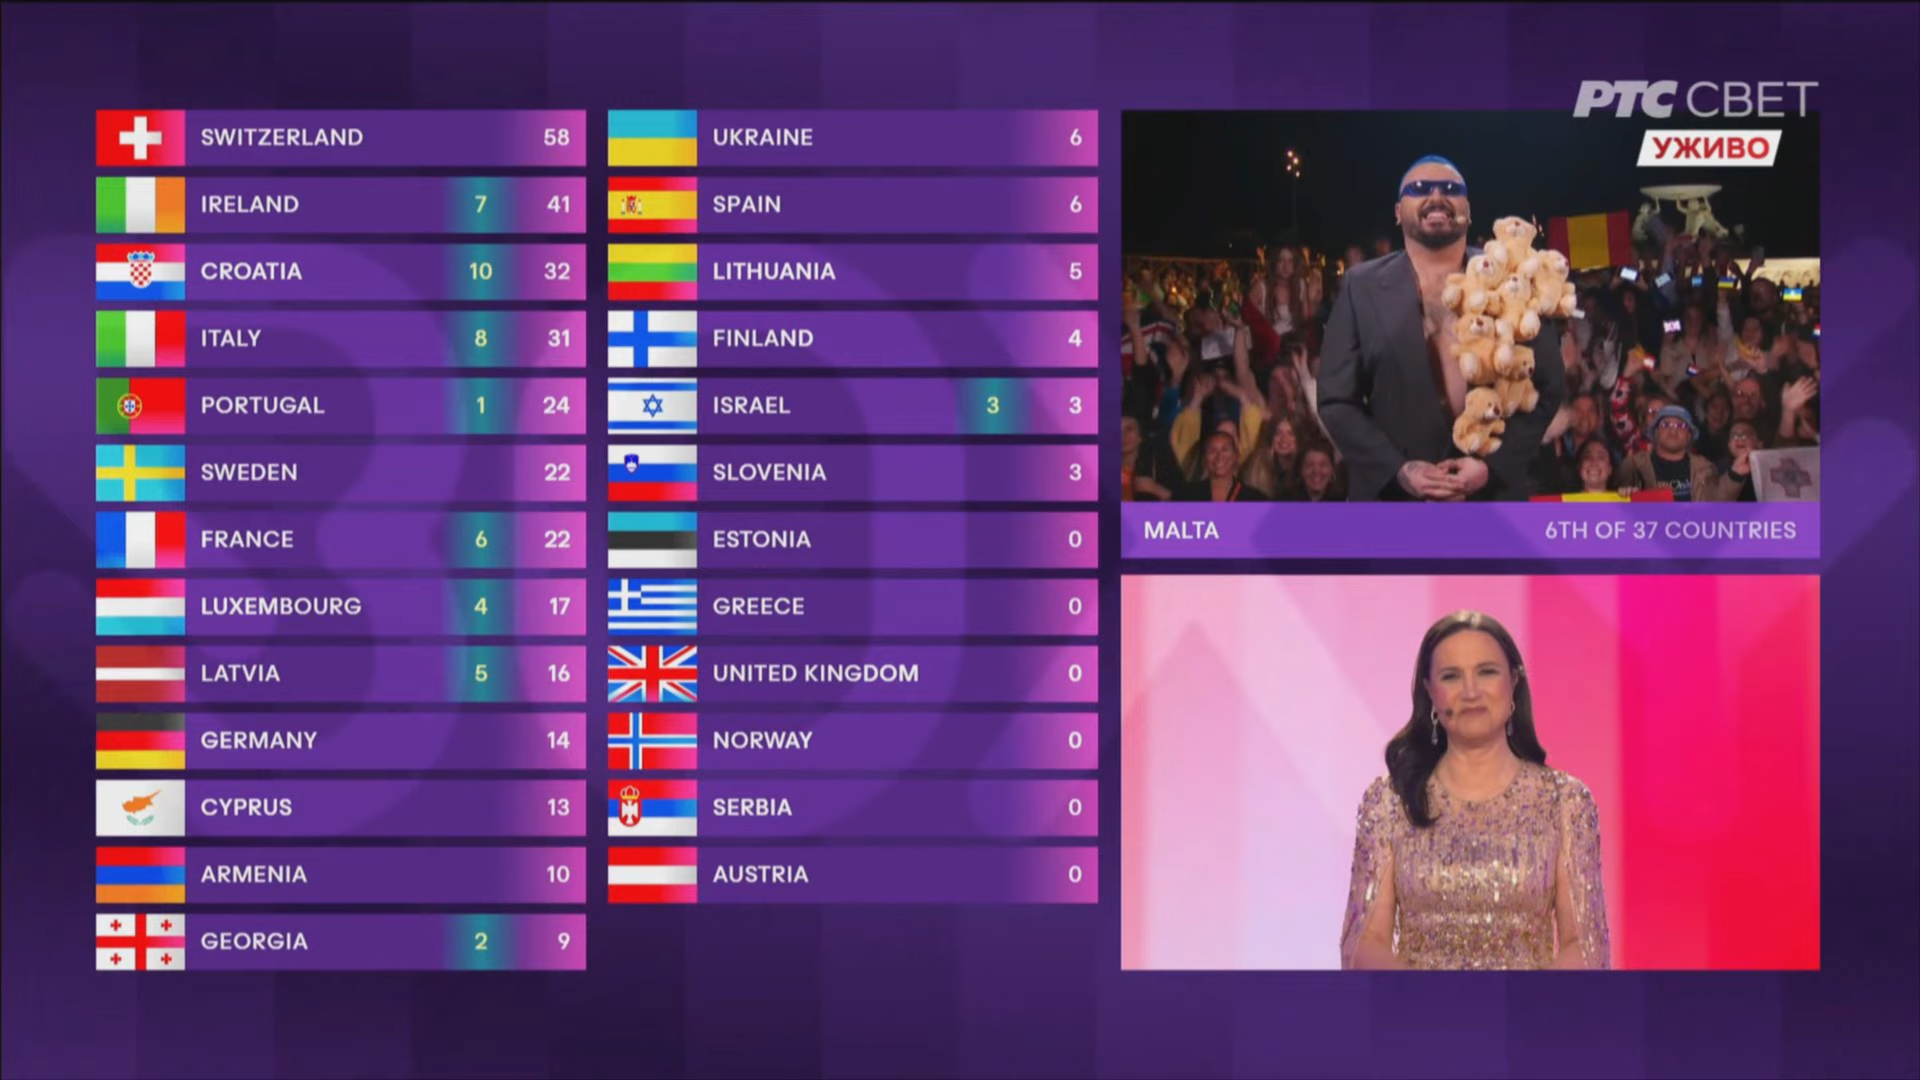 SWITZERLAND 58
IRELAND 7 41
CROATIA 10 32
ITALY 8 31
PORTUGAL 1 24
SWEDEN 22
FRANCE 6 22
LUXEMBOURG 4 17
LATVIA 5 16
GERMANY 14
CYPRUS 13
ARMENIA 10
GEORGIA 2 9
UKRAINE 6
SPAIN 6
LITHUANIA 5
FINLAND 4
ISRAEL 3 3
SLOVENIA 3
ESTONIA 0
GREECE 0
UNITED KINGDOM 0
NORWAY 0
SERBIA 0
AUSTRIA 0
РТС СВЕТ
УЖИВО
MALTA 6TH OF 37 COUNTRIES